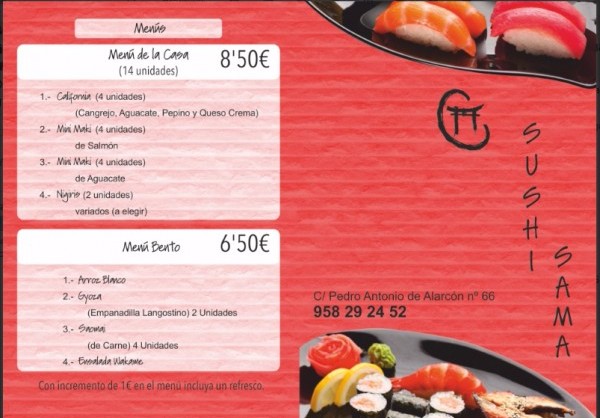 Menús
Menú de la Casa 8'50€
(14 unidades)
1.- California (4 unidades)
(Cangrejo, Aguacate, Pepino y Queso Crema)
2.- Mini Maki (4 unidades)
de Salmón
3.- Mini Maki (4 unidades)
de Aguacate
4.- Nigiris (2 unidades)
variados (a elegir)
Menú Bento 6'50€
1.- Arroz Blanco
2.- Gyoza
(Empanadilla Langostino) 2 Unidades
3.- Saomai
(de Carne) 4 Unidades
4.- Ensalada Wakame
Con incremento de 1€ en el menú incluya un refresco.
SUSHI
SAMA
C/ Pedro Antonio de Alarcón nº 66
958 29 24 52